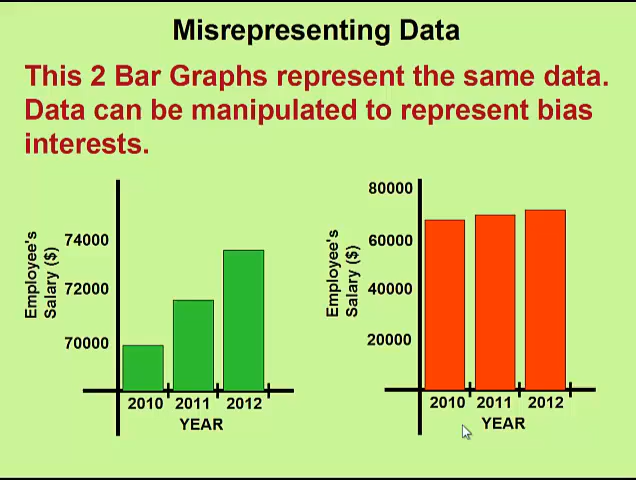 Misrepresenting Data
This 2 Bar Graphs represent the same data.
Data can be manipulated to represent bias
interests.
Employee's
Salary ($)
74000
72000
70000
2010 2011 2012
YEAR
Employee's
Salary ($)
80000
60000
40000
20000
2010 2011 2012
YEAR